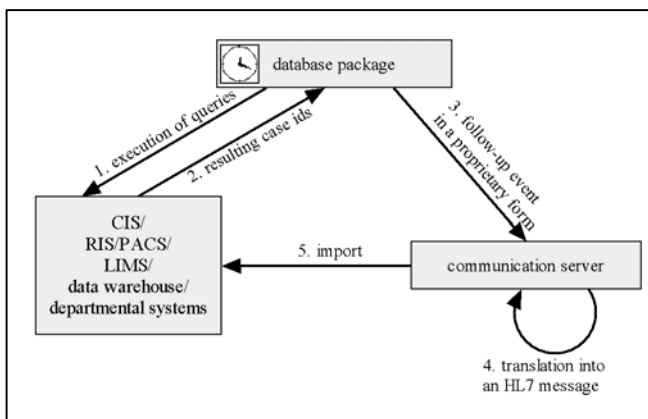 database package
1. execution of queries
2. resulting case ids
3. follow-up event
in a proprietary form
CIS/
RIS/PACS/
LIMS/
data warehouse/
departmental systems
5. import
communication server
4. translation into
an HL7 message